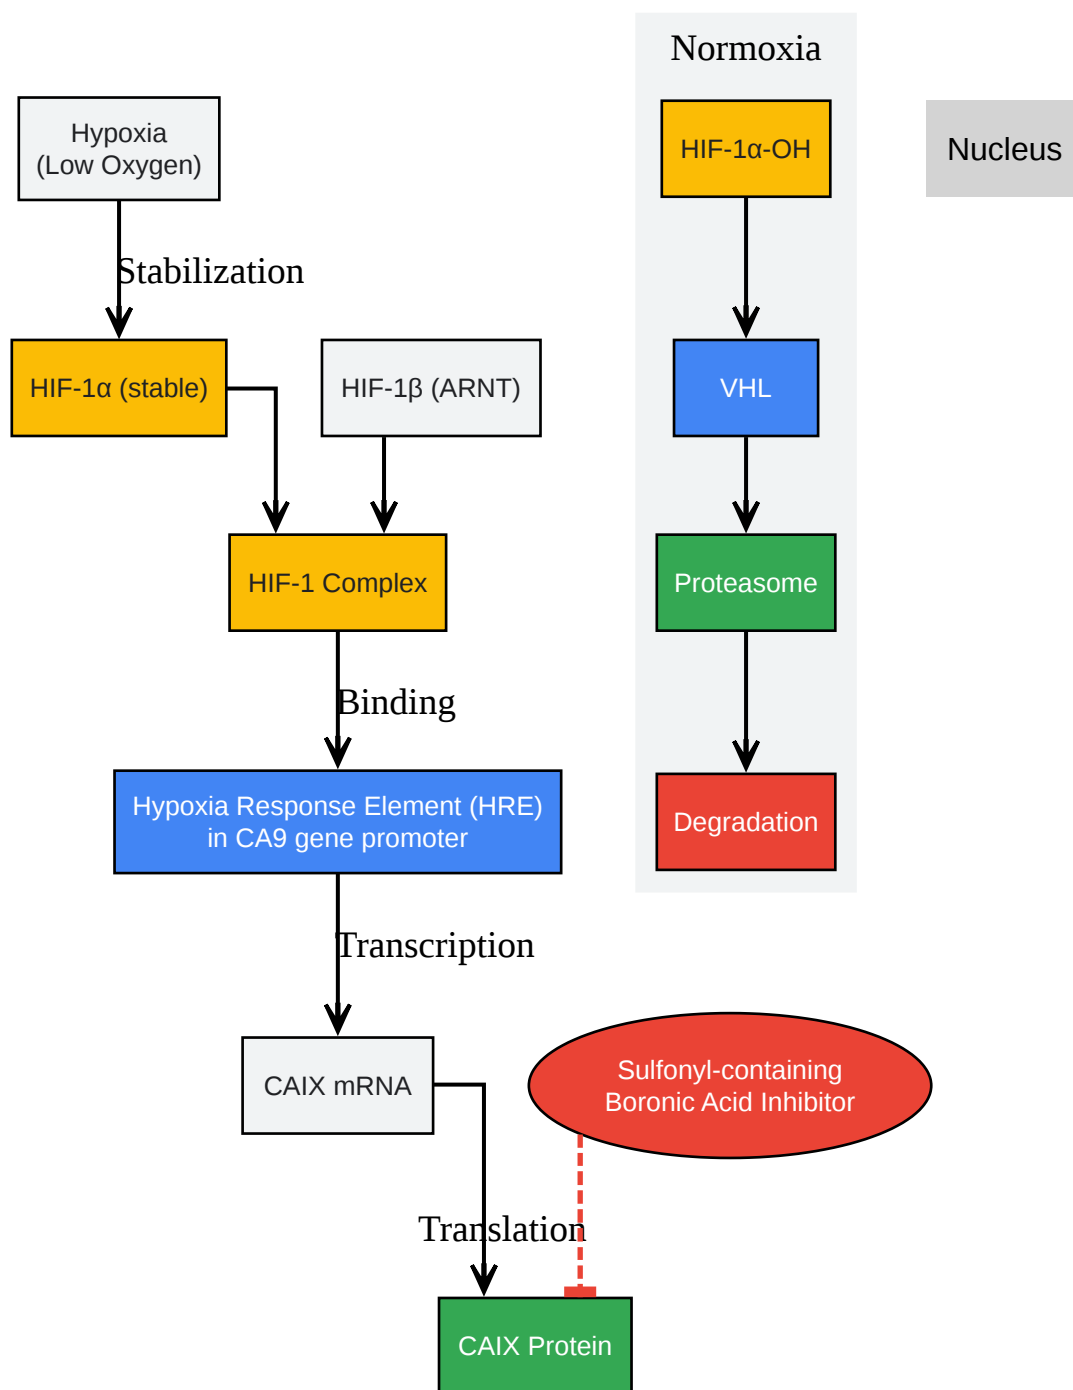 Normoxia
Hypoxia
(Low Oxygen)
HIF-1α-OH
Nucleus
Stabilization
HIF-1α (stable)
HIF-1β (ARNT)
VHL
HIF-1 Complex
Proteasome
Binding
Hypoxia Response Element (HRE)
in CA9 gene promoter
Degradation
Transcription
CAIX mRNA
Sulfonyl-containing
Boronic Acid Inhibitor
Translation
CAIX Protein